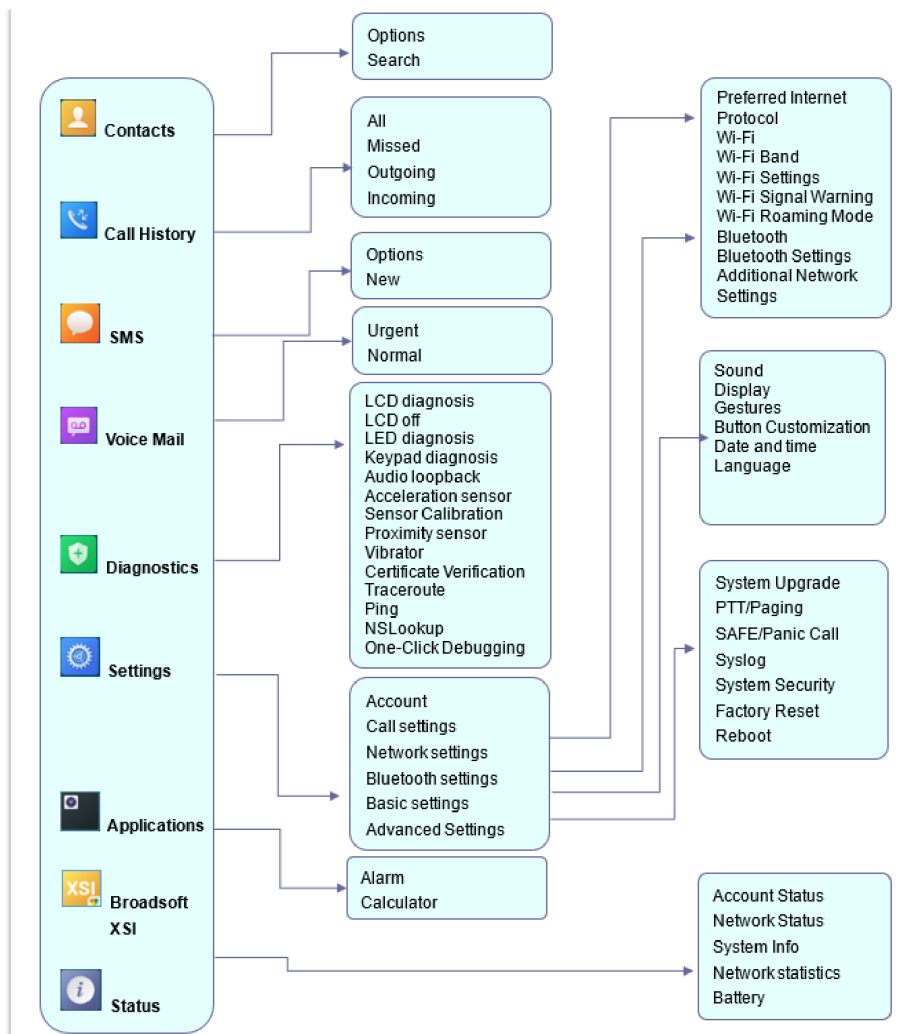 Contacts
Call History
SMS
Voice Mail
Diagnostics
Settings
Applications
XSI
Broadsoft
XSI
Status
Options
Search
All
Missed
Outgoing
Incoming
Options
New
Urgent
Normal
LCD diagnosis
LCD off
LED diagnosis
Keypad diagnosis
Audio loopback
Acceleration sensor
Sensor Calibration
Proximity sensor
Vibrator
Certificate Verification
Traceroute
Ping
NSLookup
One-Click Debugging
Account
Call settings
Network settings
Bluetooth settings
Basic settings
Advanced Settings
Alarm
Calculator
Preferred Internet
Protocol
Wi-Fi
Wi-Fi Band
Wi-Fi Settings
Wi-Fi Signal Warning
Wi-Fi Roaming Mode
Bluetooth
Bluetooth Settings
Additional Network
Settings
Sound
Display
Gestures
Button Customization
Date and time
Language
System Upgrade
PTT/Paging
SAFE/Panic Call
Syslog
System Security
Factory Reset
Reboot
Account Status
Network Status
System Info
Network statistics
Battery